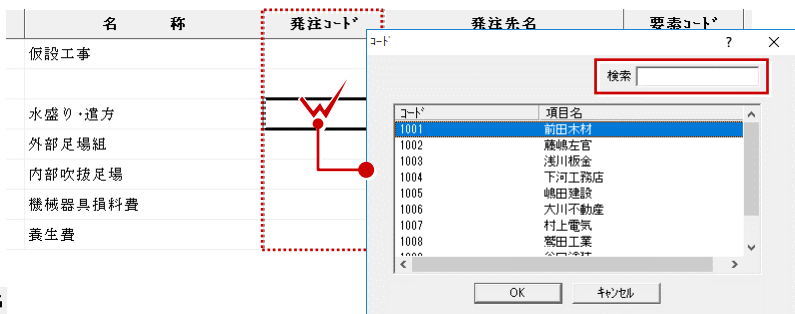 名 称 発注ｺｰﾄﾞ 発注先名 要素ｺｰﾄﾞ
仮設工事
水盛り・遣方
外部足場組
内部吹抜足場
機械器具損料費
養生費
ｺｰﾄﾞ ?
検索
ｺｰﾄﾞ 項目名
1001 前田木材
1002 藤嶋左官
1003 浅川板金
1004 下河工務店
1005 嶋田建設
1006 大川不動産
1007 村上電気
1008 鷲田工業
OK ｷｬﾝｾﾙ